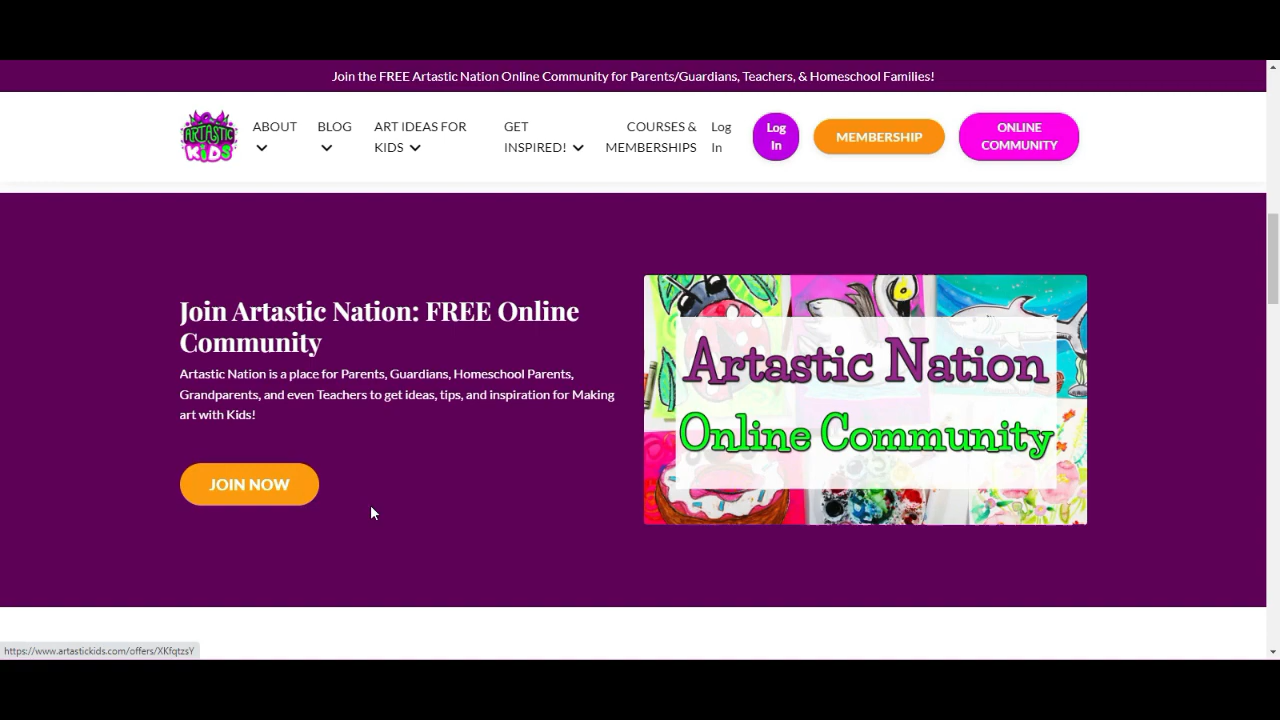 Join the FREE Artastic Nation Online Community for Parents/Guardians, Teachers, & Homeschool Families!
ARTASTIC
KiDS
ABOUT
BLOG
ART IDEAS FOR
KIDS
GET
INSPIRED!
COURSES &
MEMBERSHIPS
Log
In
Log
In
MEMBERSHIP
ONLINE
COMMUNITY
Join Artastic Nation: FREE Online
Community
Artastic Nation is a place for Parents, Guardians, Homeschool Parents,
Grandparents, and even Teachers to get ideas, tips, and inspiration for Making
art with Kids!
JOIN NOW
Artastic Nation
Online Community
https://www.artastickids.com/offers/XKfqtzsY